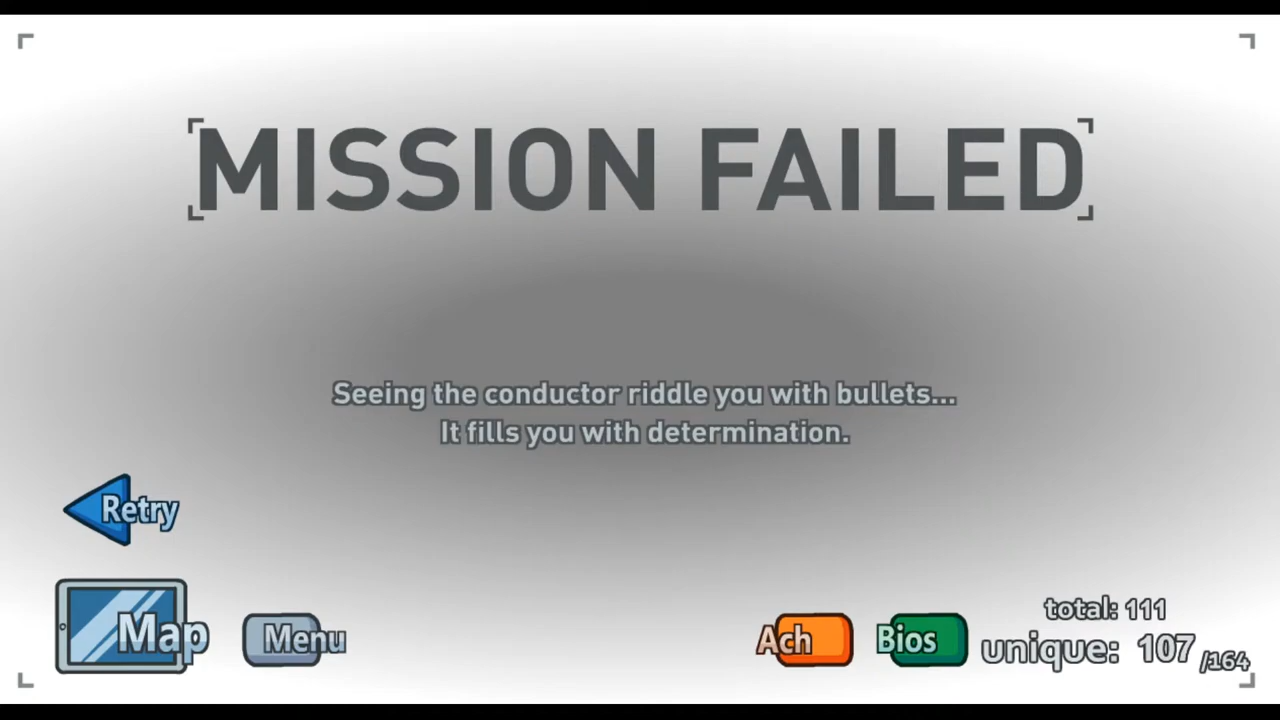 MISSION FAILED
Seeing the conductor riddle you with bullets...
It fills you with determination.
Retry
Map
Menu
Ach
Bios
total: 111
unique: 107 /164